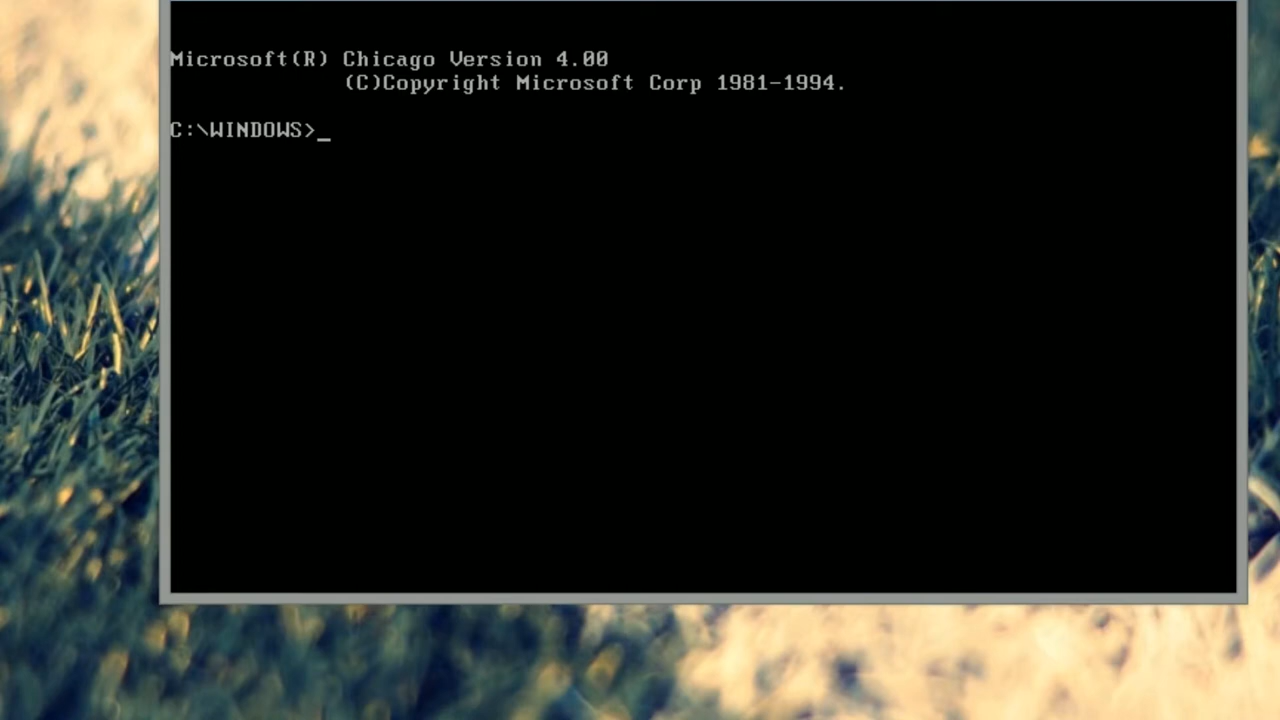 Microsoft(R) Chicago Version 4.00
(C)Copyright Microsoft Corp 1981-1994.
C:\WINDOWS>_